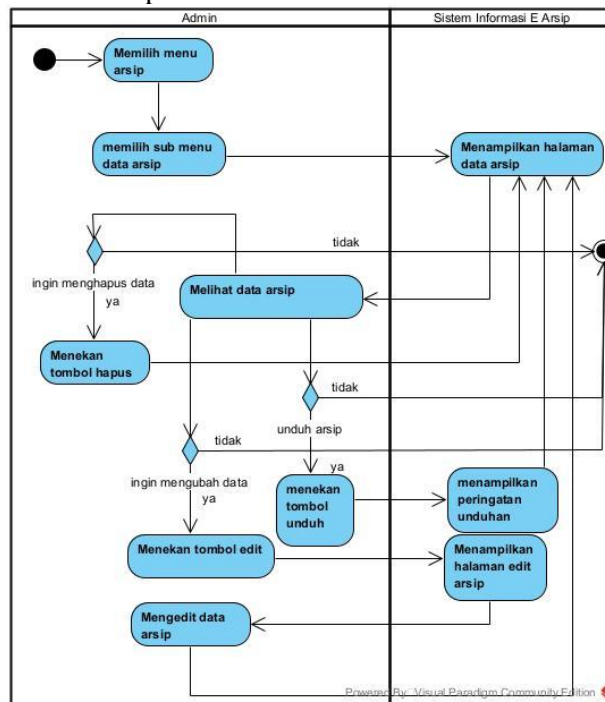 Admin
Sistem Informasi E Arsip
Memilih menu
arsip
memilih sub menu
data arsip
Menampilkan halaman
data arsip
tidak
ingin menghapus data
ya
Melihat data arsip
Menekan
tombol hapus
tidak
unduh arsip
tidak
ya
ingin mengubah data
ya
menekan
tombol
unduh
menampilkan
peringatan
unduhan
Menekan tombol edit
Menampilkan
halaman edit
arsip
Mengedit data
arsip
Powered By Visual Paradigm Community Edition